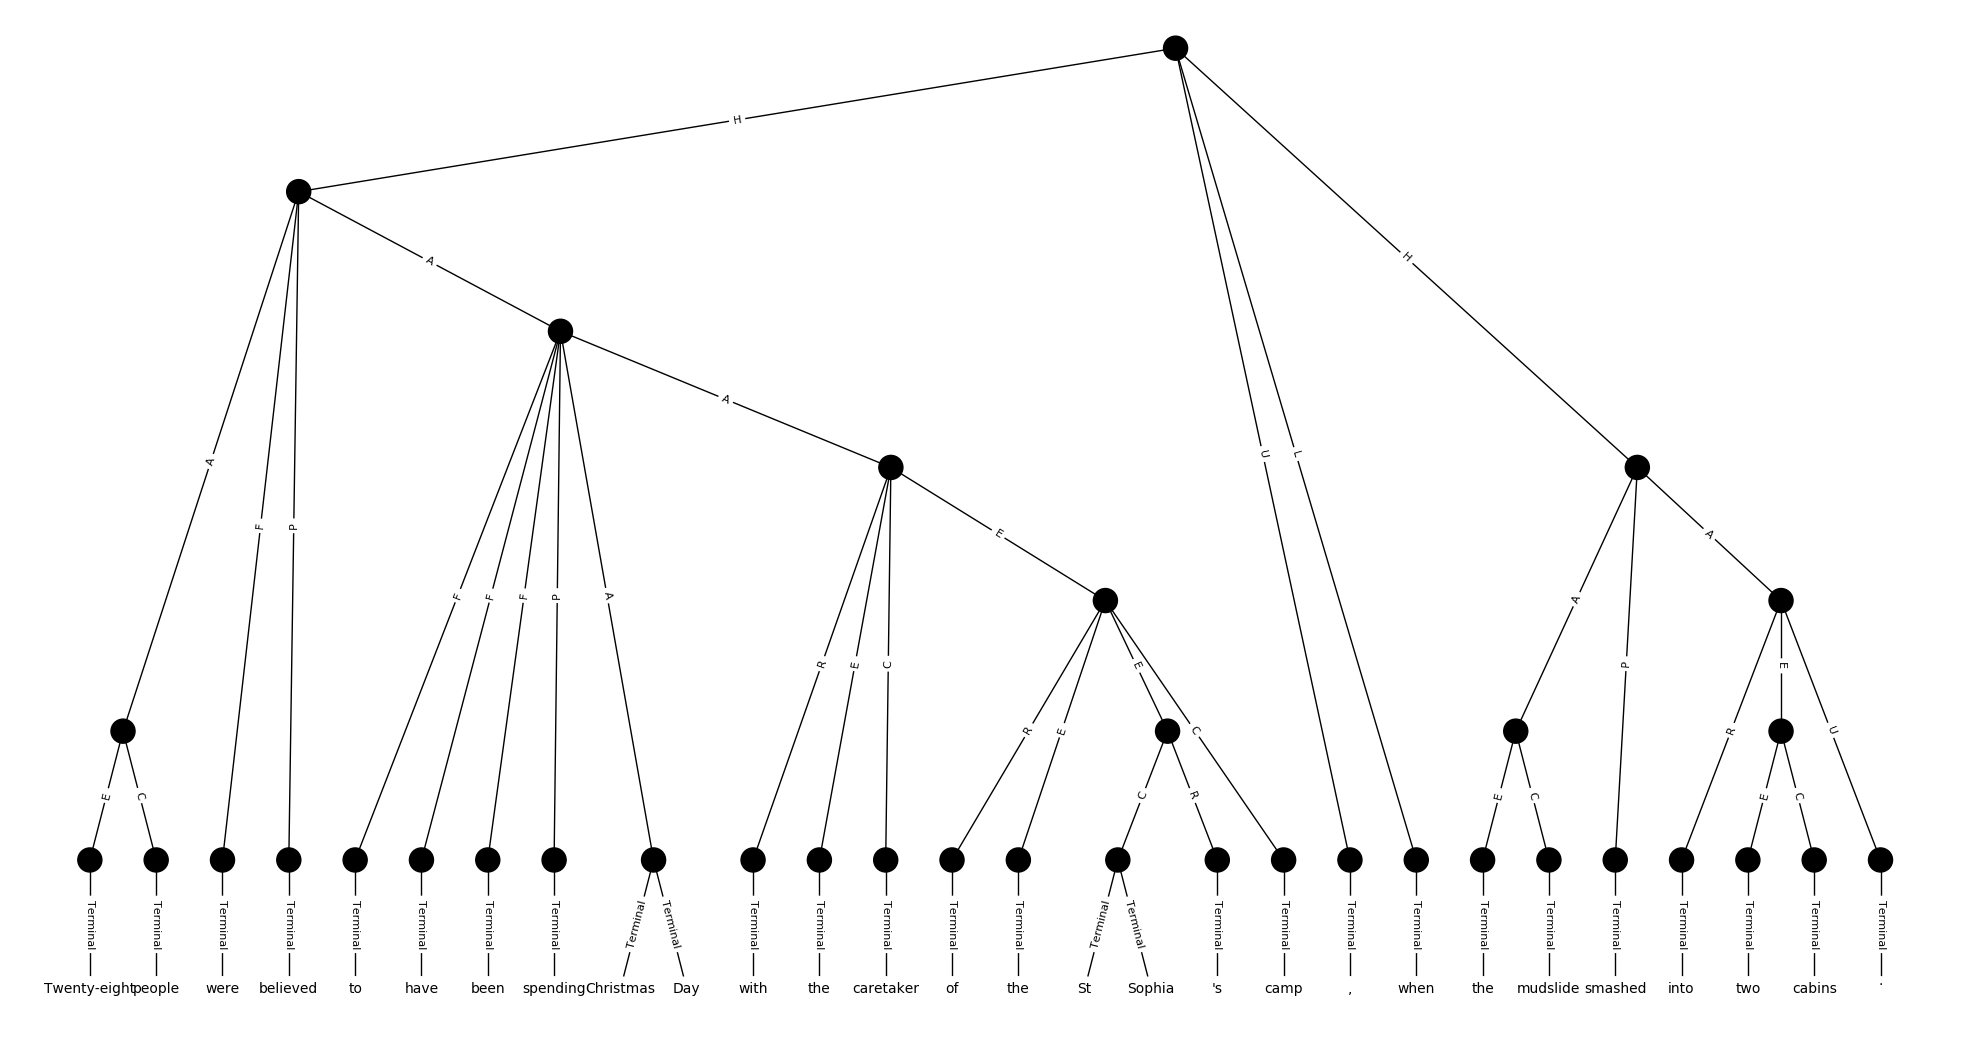 H
A
A
A
H
U
L
E
A
F
P
F
F
F
P
A
R
E
C
E
A
P
A
E
R
E
C
R
E
U
E
C
C
R
E
C
E
C
Terminal Terminal Terminal Terminal Terminal Terminal Terminal Terminal Terminal Terminal Terminal Terminal Terminal Terminal Terminal Terminal Terminal Terminal Terminal Terminal Terminal Terminal Terminal Terminal Terminal Terminal Terminal Terminal
Twenty-eight people were believed to have been spending Christmas Day with the caretaker of the St Sophia 's camp , when the mudslide smashed into two cabins .